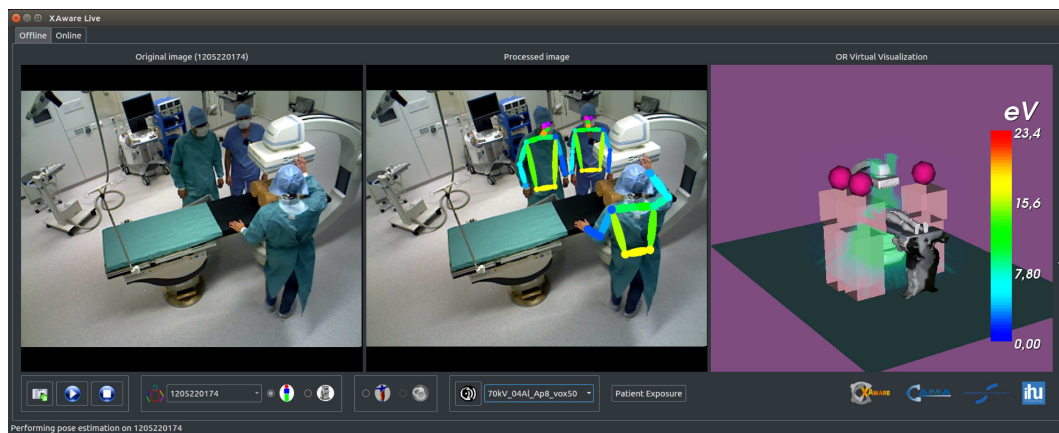 XAware Live
Offline Online
Original image (1205220174)
Processed image
OR Virtual Visualization
eV
23,4
15,6
7,80
0,00
1205220174
70kV_04Al_Ap8_vox50
Patient Exposure
XAWARE
CAMMA
ihu
Performing pose estimation on 1205220174